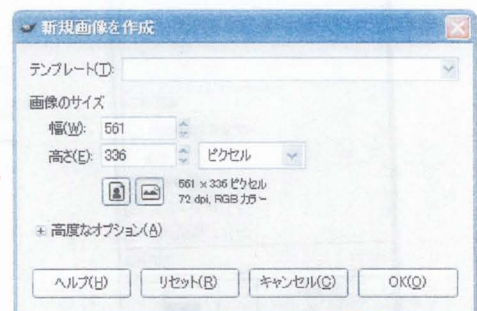 新規画像を作成
テンプレート(T):
画像のサイズ
幅(W): 561
高さ(E): 336 ピクセル
561 × 336 ピクセル
72 dpi, RGB カラー
高度なオプション(A)
ヘルプ(H) リセット(R) キャンセル(C) OK(O)